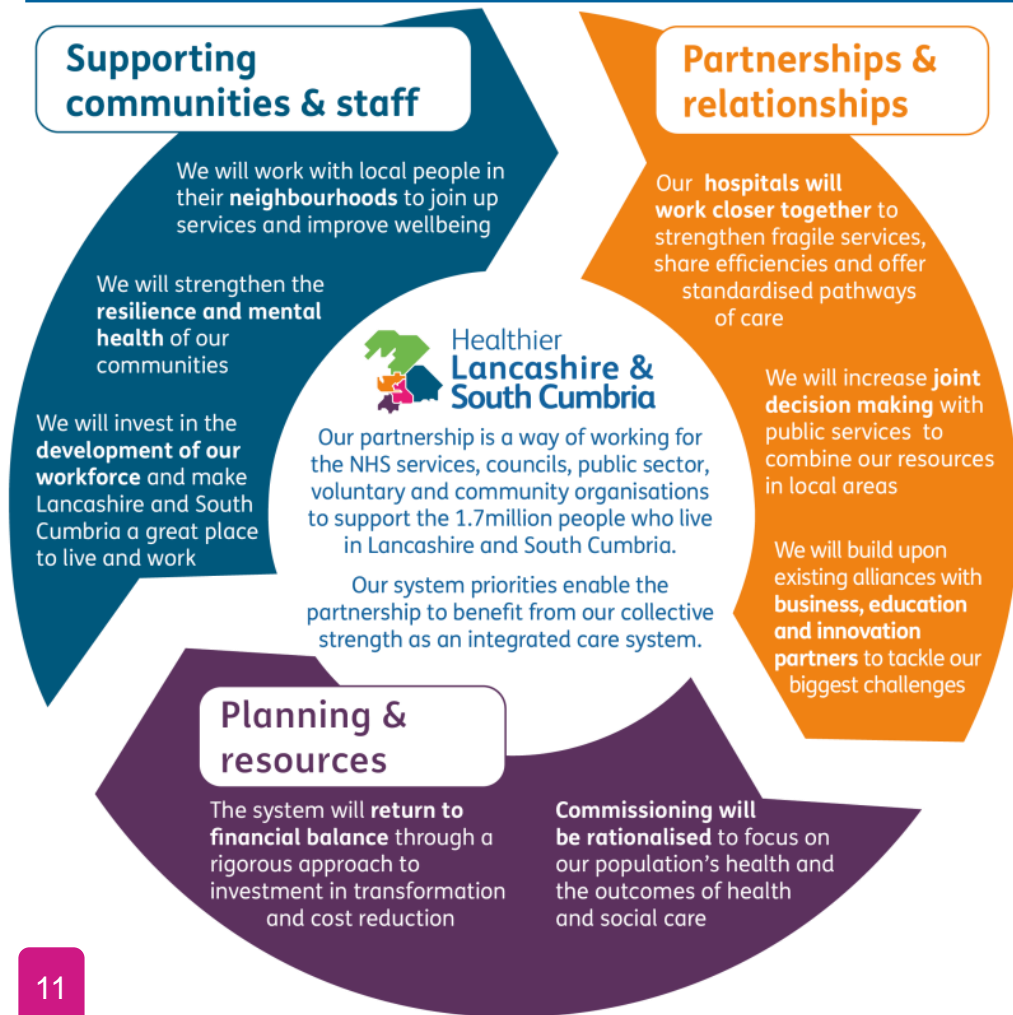 Supporting
communities & staff
We will work with local people in
their neighbourhoods to join up
services and improve wellbeing
We will strengthen the
resilience and mental
health of our
communities
We will invest in the
development of our
workforce and make
Lancashire and South
Cumbria a great place
to live and work
Partnerships &
relationships
Our hospitals will
work closer together to
strengthen fragile services,
share efficiencies and offer
standardised pathways
of care
We will increase joint
decision making with
public services to
combine our resources
in local areas
We will build upon
existing alliances with
business, education
and innovation
partners to tackle our
biggest challenges
Healthier
Lancashire &
South Cumbria
Our partnership is a way of working for
the NHS services, councils, public sector,
voluntary and community organisations
to support the 1.7million people who live
in Lancashire and South Cumbria.
Our system priorities enable the
partnership to benefit from our collective
strength as an integrated care system.
Planning &
resources
The system will return to
financial balance through a
rigorous approach to
investment in transformation
and cost reduction
Commissioning will
be rationalised to focus on
our population's health and
the outcomes of health
and social care
11